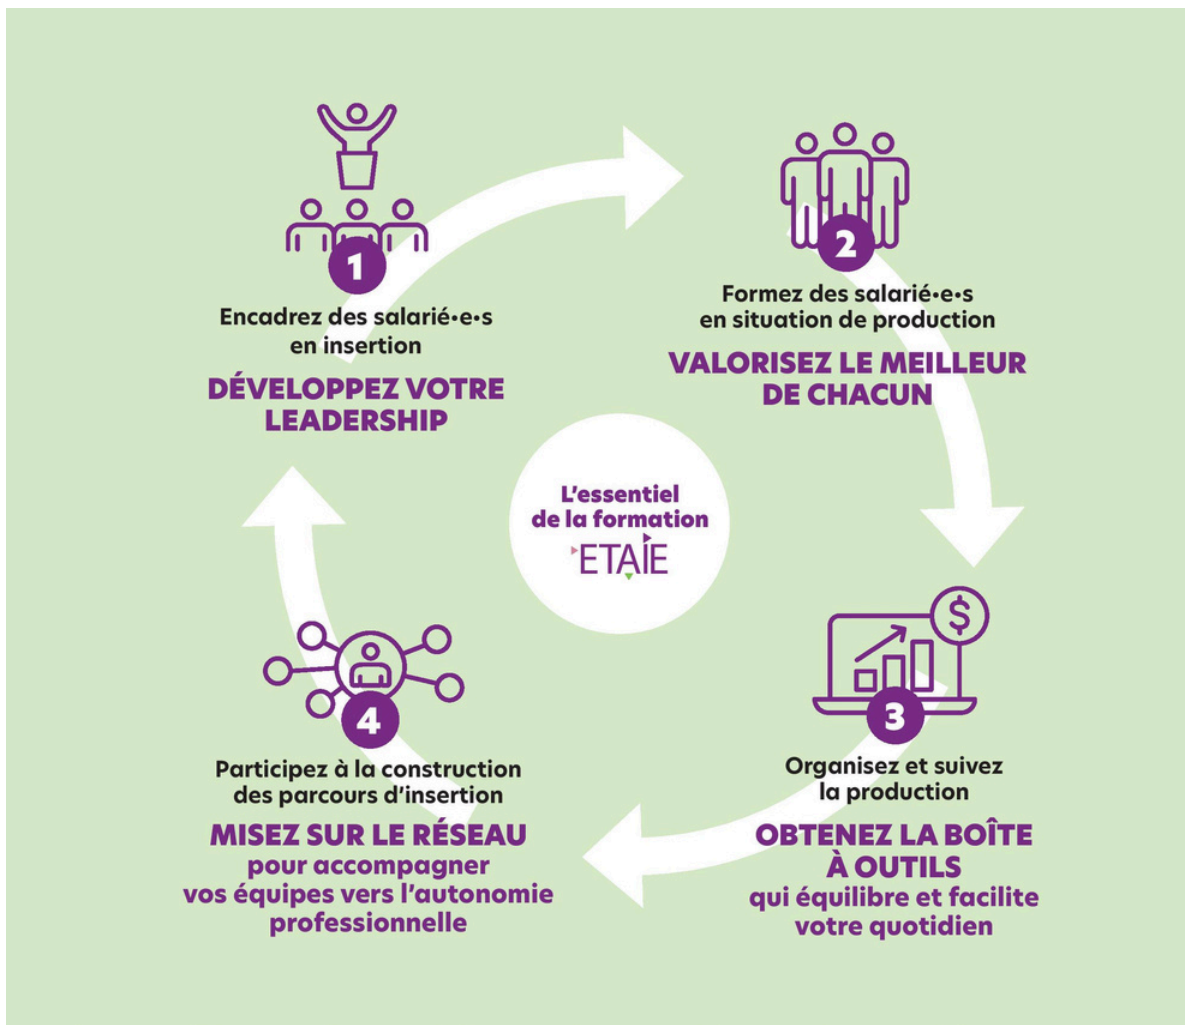 1
Encadrez des salarié•e•s
en insertion
DÉVELOPPEZ VOTRE
LEADERSHIP
2
Formez des salarié•e•s
en situation de production
VALORISEZ LE MEILLEUR
DE CHACUN
L'essentiel
de la formation
ETAIE
$
3
Organisez et suivez
la production
OBTENEZ LA BOÎTE
À OUTILS
qui équilibre et facilite
votre quotidien
4
Participez à la construction
des parcours d'insertion
MISEZ SUR LE RÉSEAU
pour accompagner
vos équipes vers l'autonomie
professionnelle